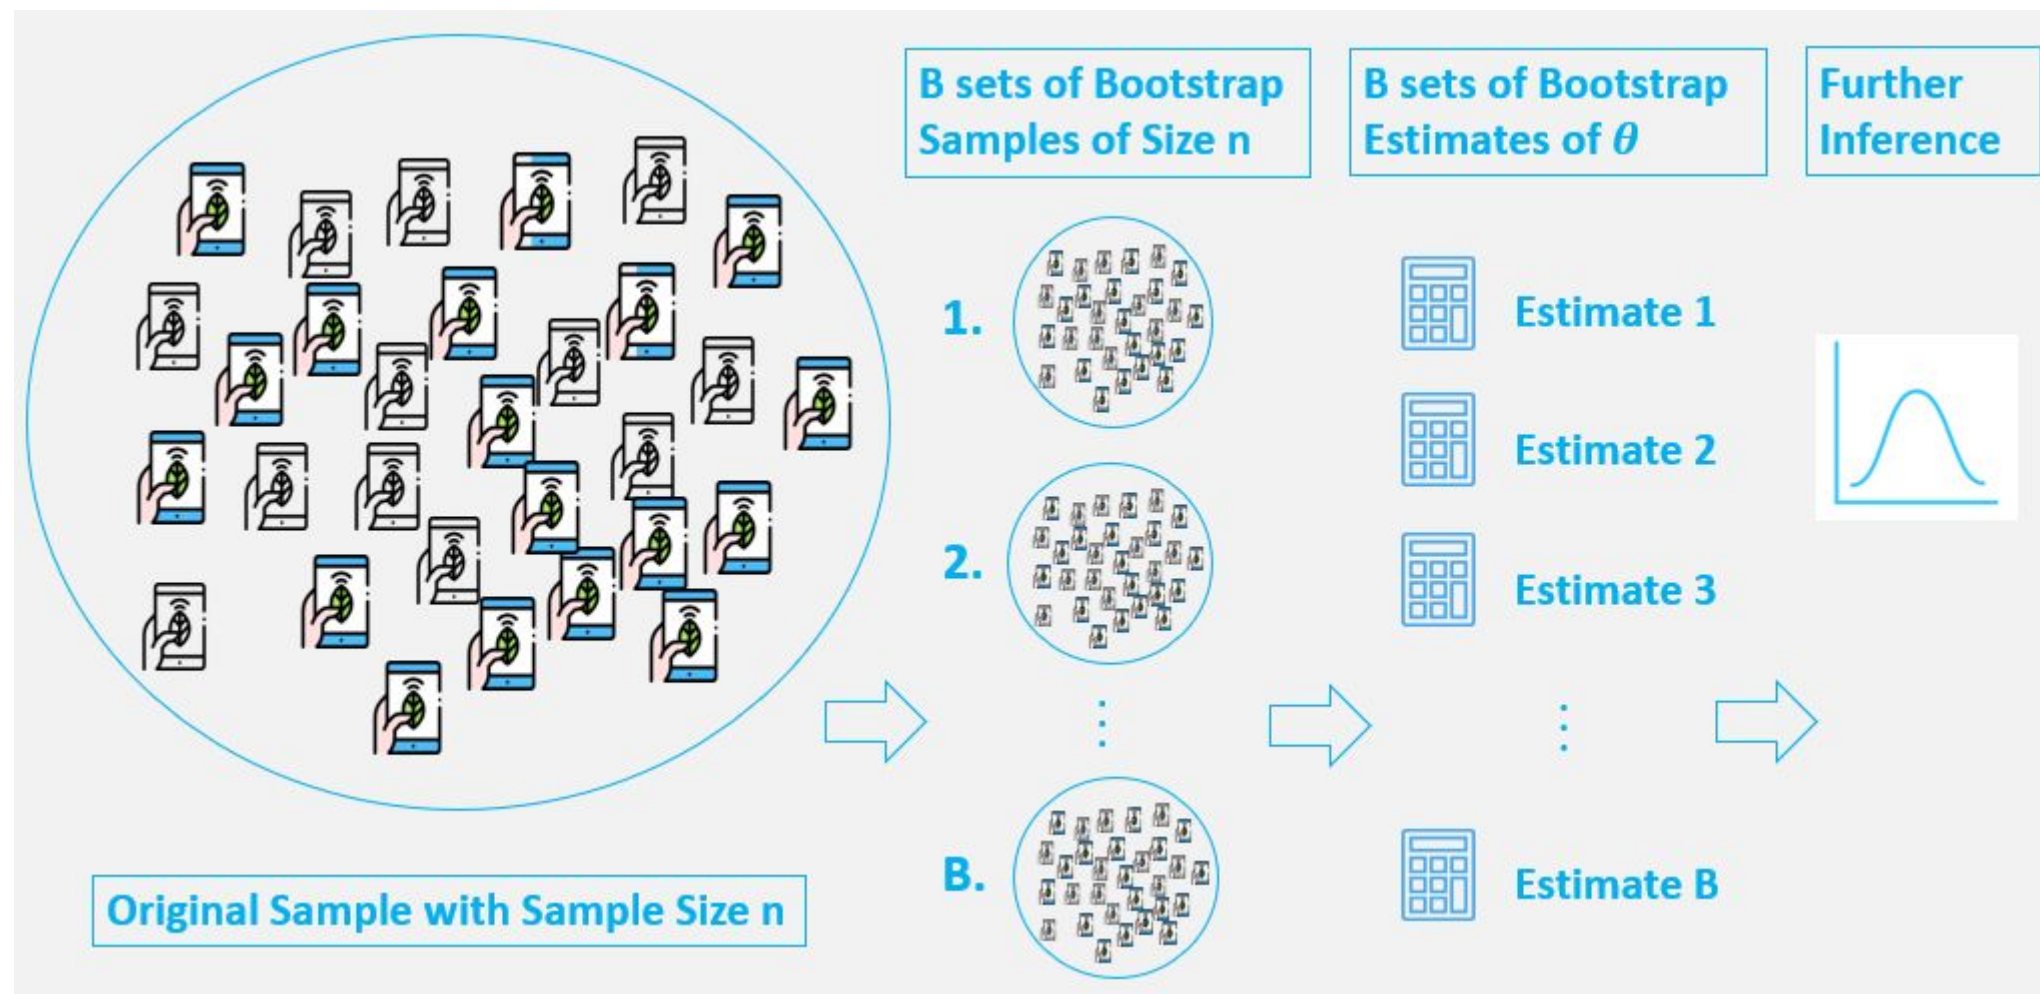 B sets of Bootstrap
Samples of Size n
B sets of Bootstrap
Estimates of θ
Further
Inference
1.
Estimate 1
Estimate 2
2.
Estimate 3
B.
Estimate B
Original Sample with Sample Size n